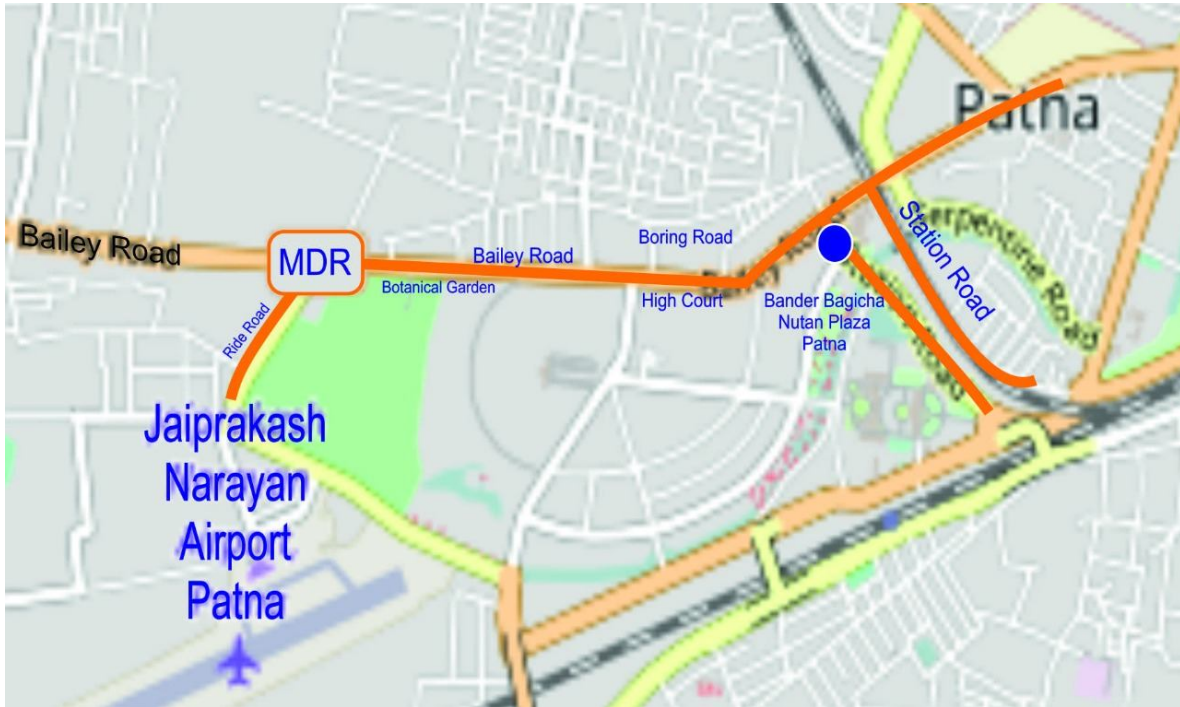 Patna
Bailey Road
MDR
Bailey Road
Boring Road
Botanical Garden
High Court
Station Road
Serpentine Road
Bander Bagicha
Nutan Plaza
Patna
Road
Ride Road
Jaiprakash
Narayan
Airport
Patna